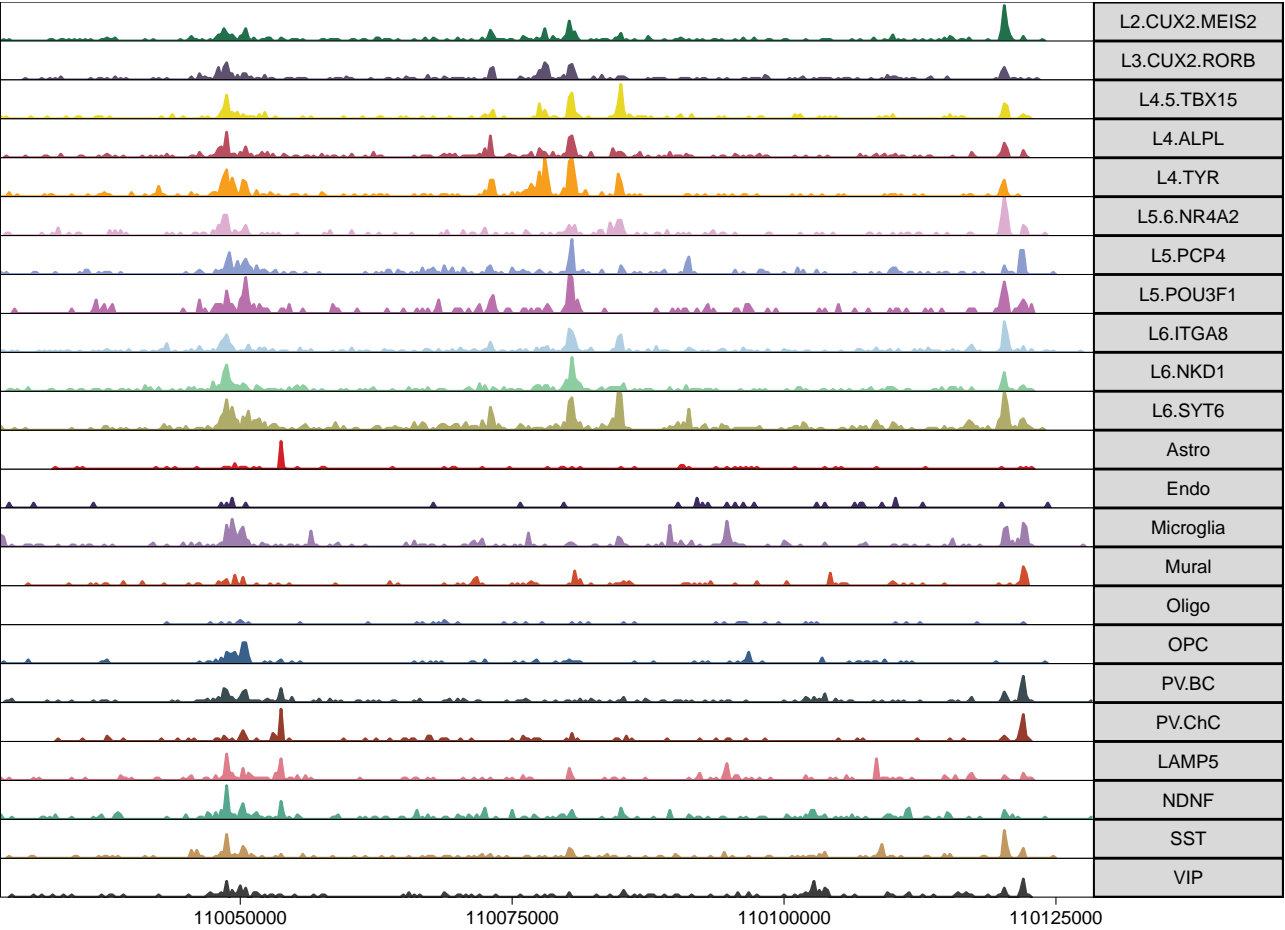 L2.CUX2.MEIS2
L3.CUX2.RORB
L4.5.TBX15
L4.ALPL
L4.TYR
L5.6.NR4A2
L5.PCP4
L5.POU3F1
L6.ITGA8
L6.NKD1
L6.SYT6
Astro
Endo
Microglia
Mural
Oligo
OPC
PV.BC
PV.ChC
LAMP5
NDNF
SST
VIP
110050000 110075000 110100000 110125000